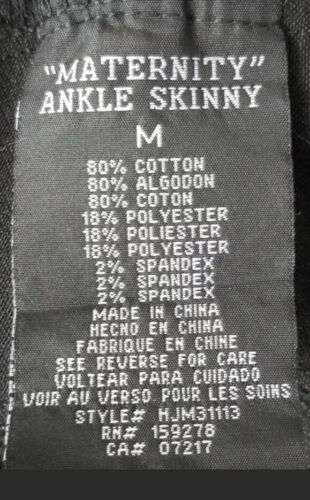 "MATERNITY"
ANKLE SKINNY
M
80% COTTON
80% ALGODON
80% COTON
18% POLYESTER
18% POLIESTER
18% POLYESTER
2% SPANDEX
2% SPANDEX
2% SPANDEX
MADE IN CHINA
HECHO EN CHINA
FABRIQUE EN CHINE
SEE REVERSE FOR CARE
VOLTEAR PARA CUIDADO
VOIR AU VERSO POUR LES SOINS
STYLE# HJM31113
RN# 159278
CA# 07217